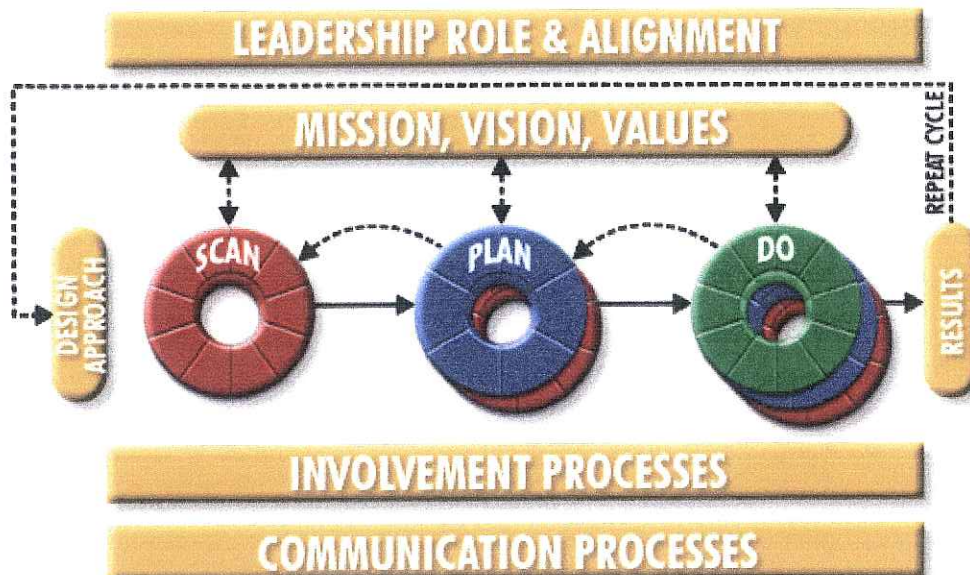 LEADERSHIP ROLE & ALIGNMENT
REPEAT CYCLE
MISSION, VISION, VALUES
SCAN
PLAN
DO
DESIGN
APPROACH
RESULTS
INVOLVEMENT PROCESSES
COMMUNICATION PROCESSES